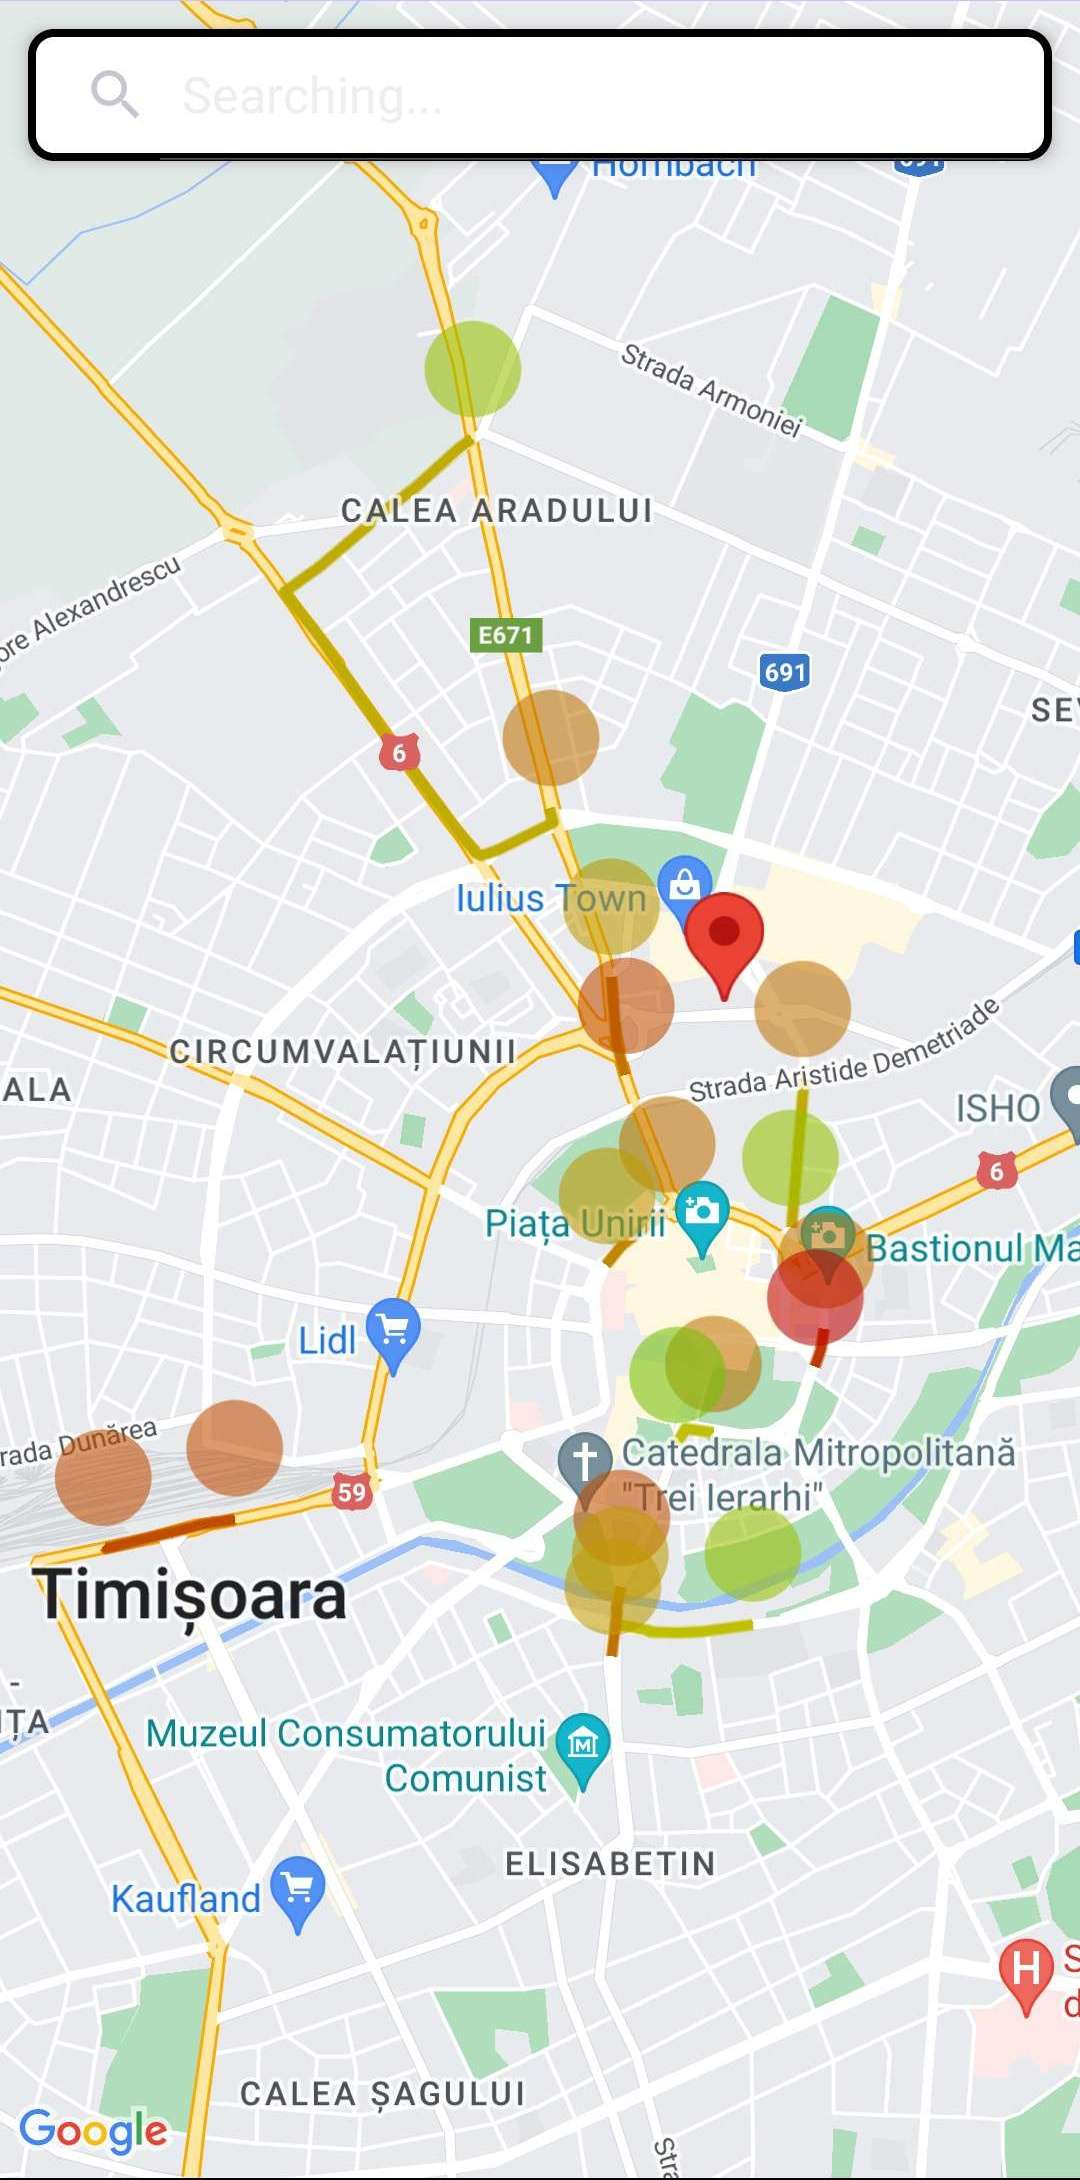 Searching...
Hornbach
691
Strada Armoniei
CALEA ARADULUI
ore Alexandrescu
E671
691
SEV
6
Iulius Town
CIRCUMVALAȚIUNII
Strada Aristide Demetriade
ALA
ISHO
6
Piața Unirii
Bastionul Ma
Lidl
rada Dunărea
Catedrala Mitropolitană
"Trei Ierarhi"
59
Timișoara
-
IȚA
Muzeul Consumatorului
Comunist
ELISABETIN
Kaufland
H
S
d
CALEA ȘAGULUI
Google
Stra